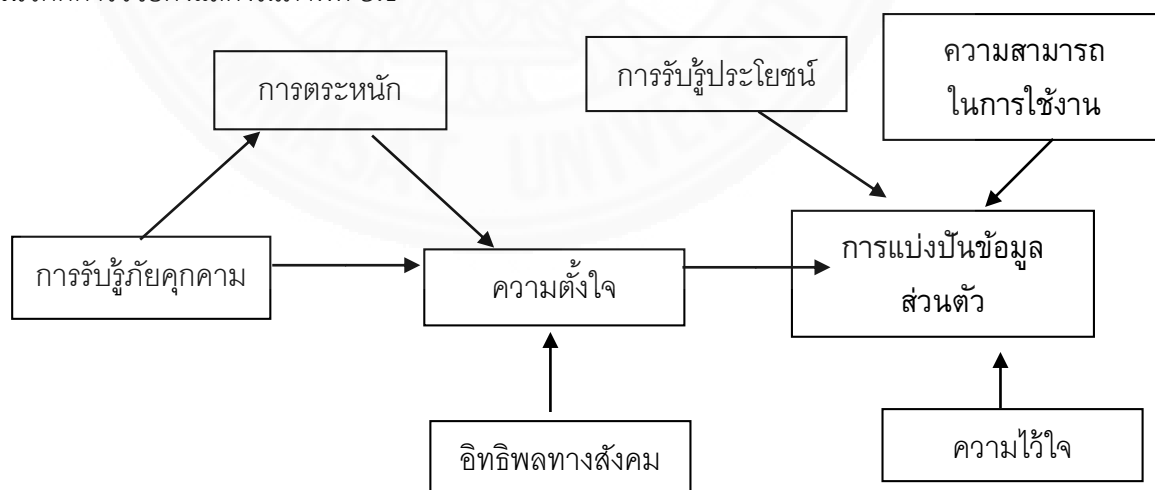 ความสามารถ
ในการใช้งาน
การรับรู้ประโยชน์
การตระหนัก
การรับรู้ภัยคุกคาม
ความตั้งใจ
การแบ่งปันข้อมูล
ส่วนตัว
อิทธิพลทางสังคม
ความไว้ใจ
UNIVE